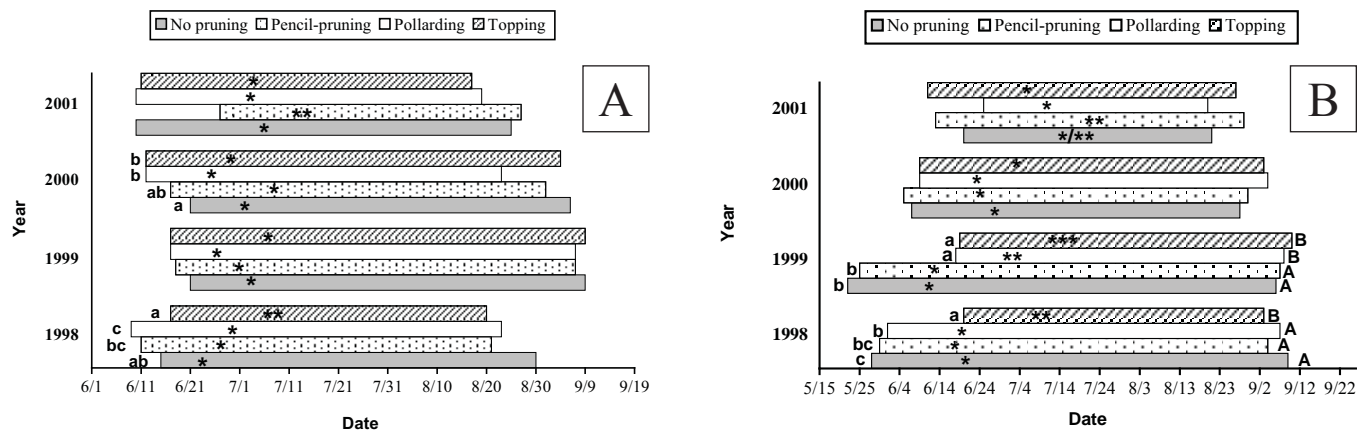 No pruning Pencil-pruning Pollarding Topping
A
Year
2001
*
*
**
*
2000
b *
b *
ab *
a *
1999
*
*
*
*
1998
a **
c *
bc *
ab *
6/1 6/11 6/21 7/1 7/11 7/21 7/31 8/10 8/20 8/30 9/9 9/19
Date
No pruning Pencil-pruning Pollarding Topping
B
Year
2001
*
*
**
*/**
2000
*
*
*
*
1999
a *** B
a ** B
b * A
b * A
1998
a ** B
b * A
bc * A
c * A
5/15 5/25 6/4 6/14 6/24 7/4 7/14 7/24 8/3 8/13 8/23 9/2 9/12 9/22
Date